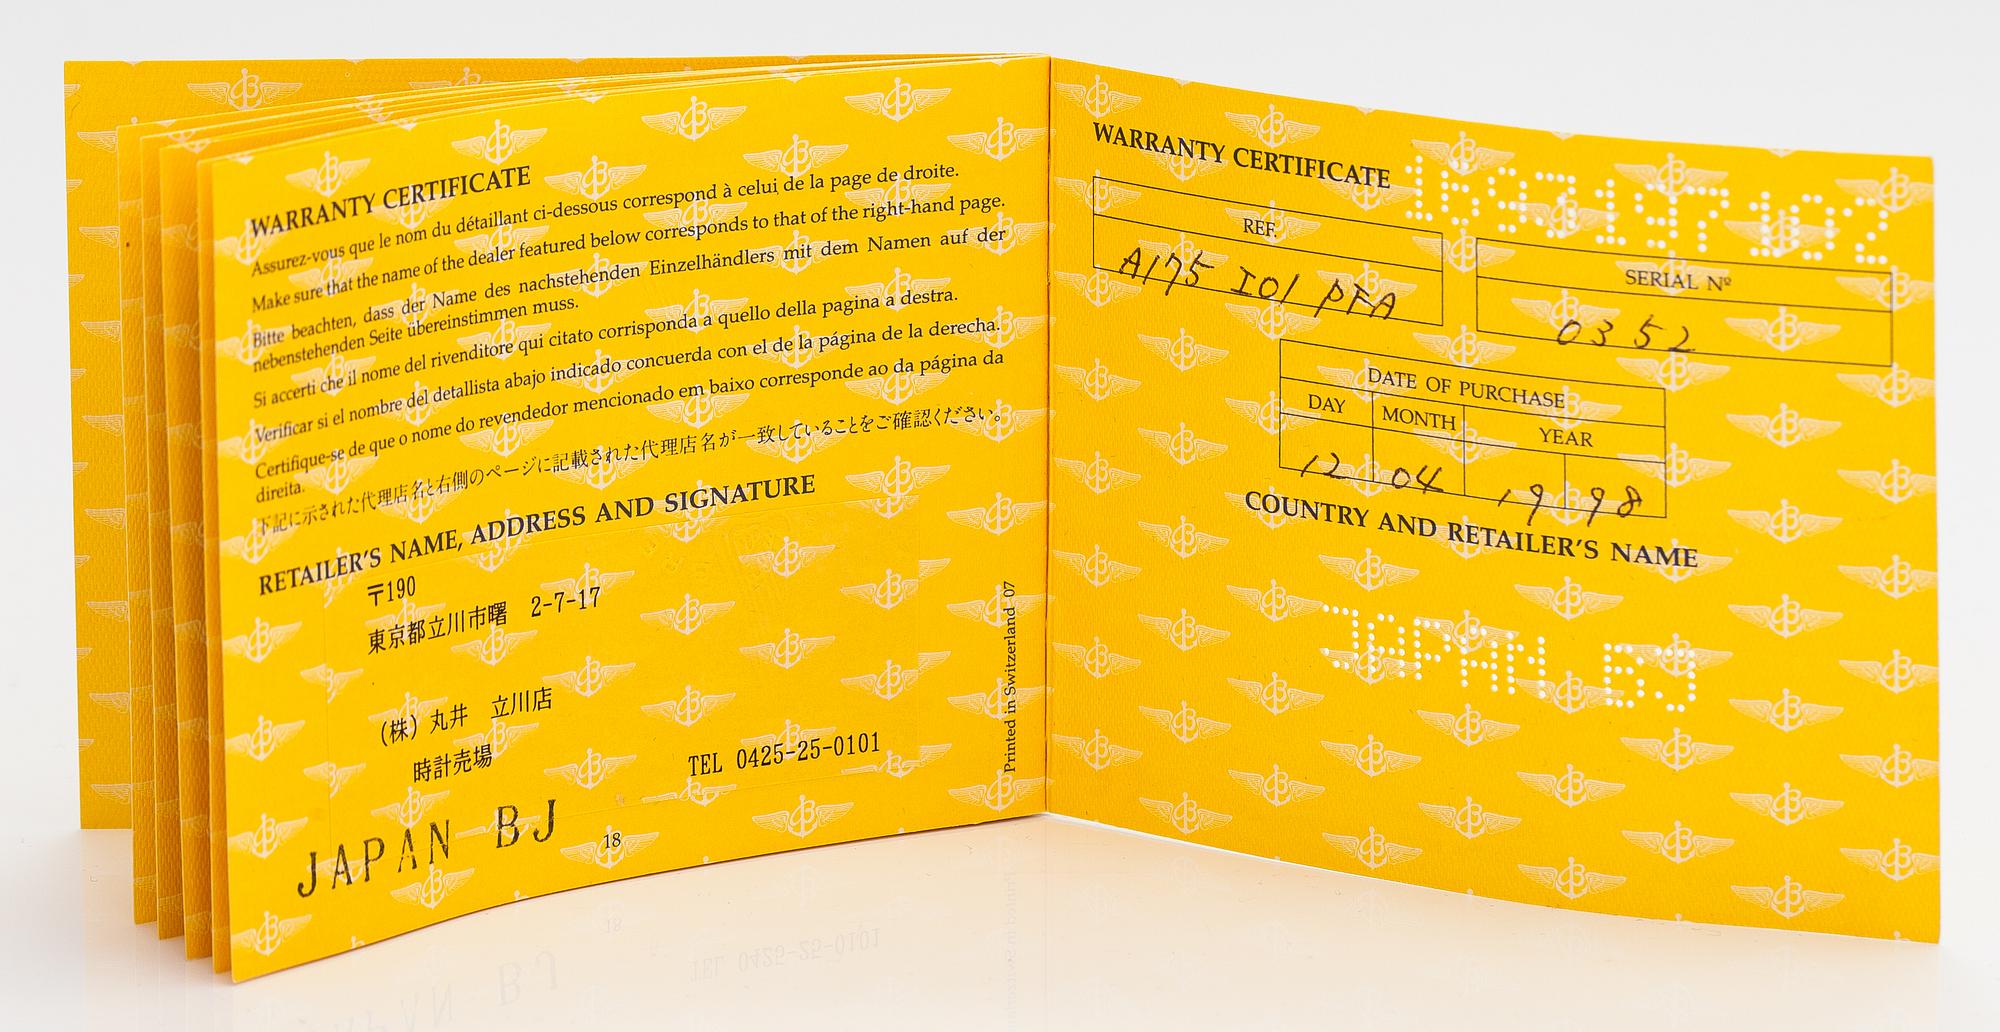 WARRANTY CERTIFICATE
Assurez-vous que le nom du détaillant ci-dessous correspond à celui de la page de droite.
Make sure that the name of the dealer featured below corresponds to that of the right-hand page.
Bitte beachten, dass der Name des nachstehenden Einzelhändlers mit dem Namen auf der
nebenstehenden Seite übereinstimmen muss.
Si accerti che il nome del rivenditore qui citato corrisponda a quello della pagina a destra.
Verificar si el nombre del detallista abajo indicado concuerda con el de la página de la derecha.
Certifique-se de que o nome do revendedor mencionado em baixo corresponde ao da página da
direita.
下記に示された代理店名と右側のページに記載された代理店名が一致していることをご確認ください。
RETAILER'S NAME, ADDRESS AND SIGNATURE
〒190
東京都立川市曙 2-7-17
(株) 丸井 立川店
時計売場
TEL 0425-25-0101
JAPAN BJ
18
Printed in Switzerland 07
WARRANTY CERTIFICATE
REF.
A175 101 PFA
SERIAL Nº
0352
DATE OF PURCHASE
DAY MONTH YEAR
12 04 19 98
COUNTRY AND RETAILER'S NAME